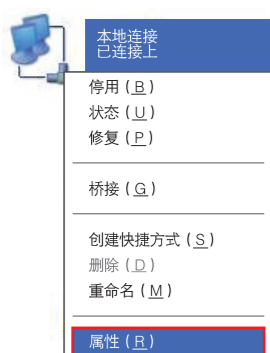 本地连接
已连接上
停用(B)
状态(U)
修复(P)
桥接(G)
创建快捷方式(S)
删除(D)
重命名(M)
属性(R)